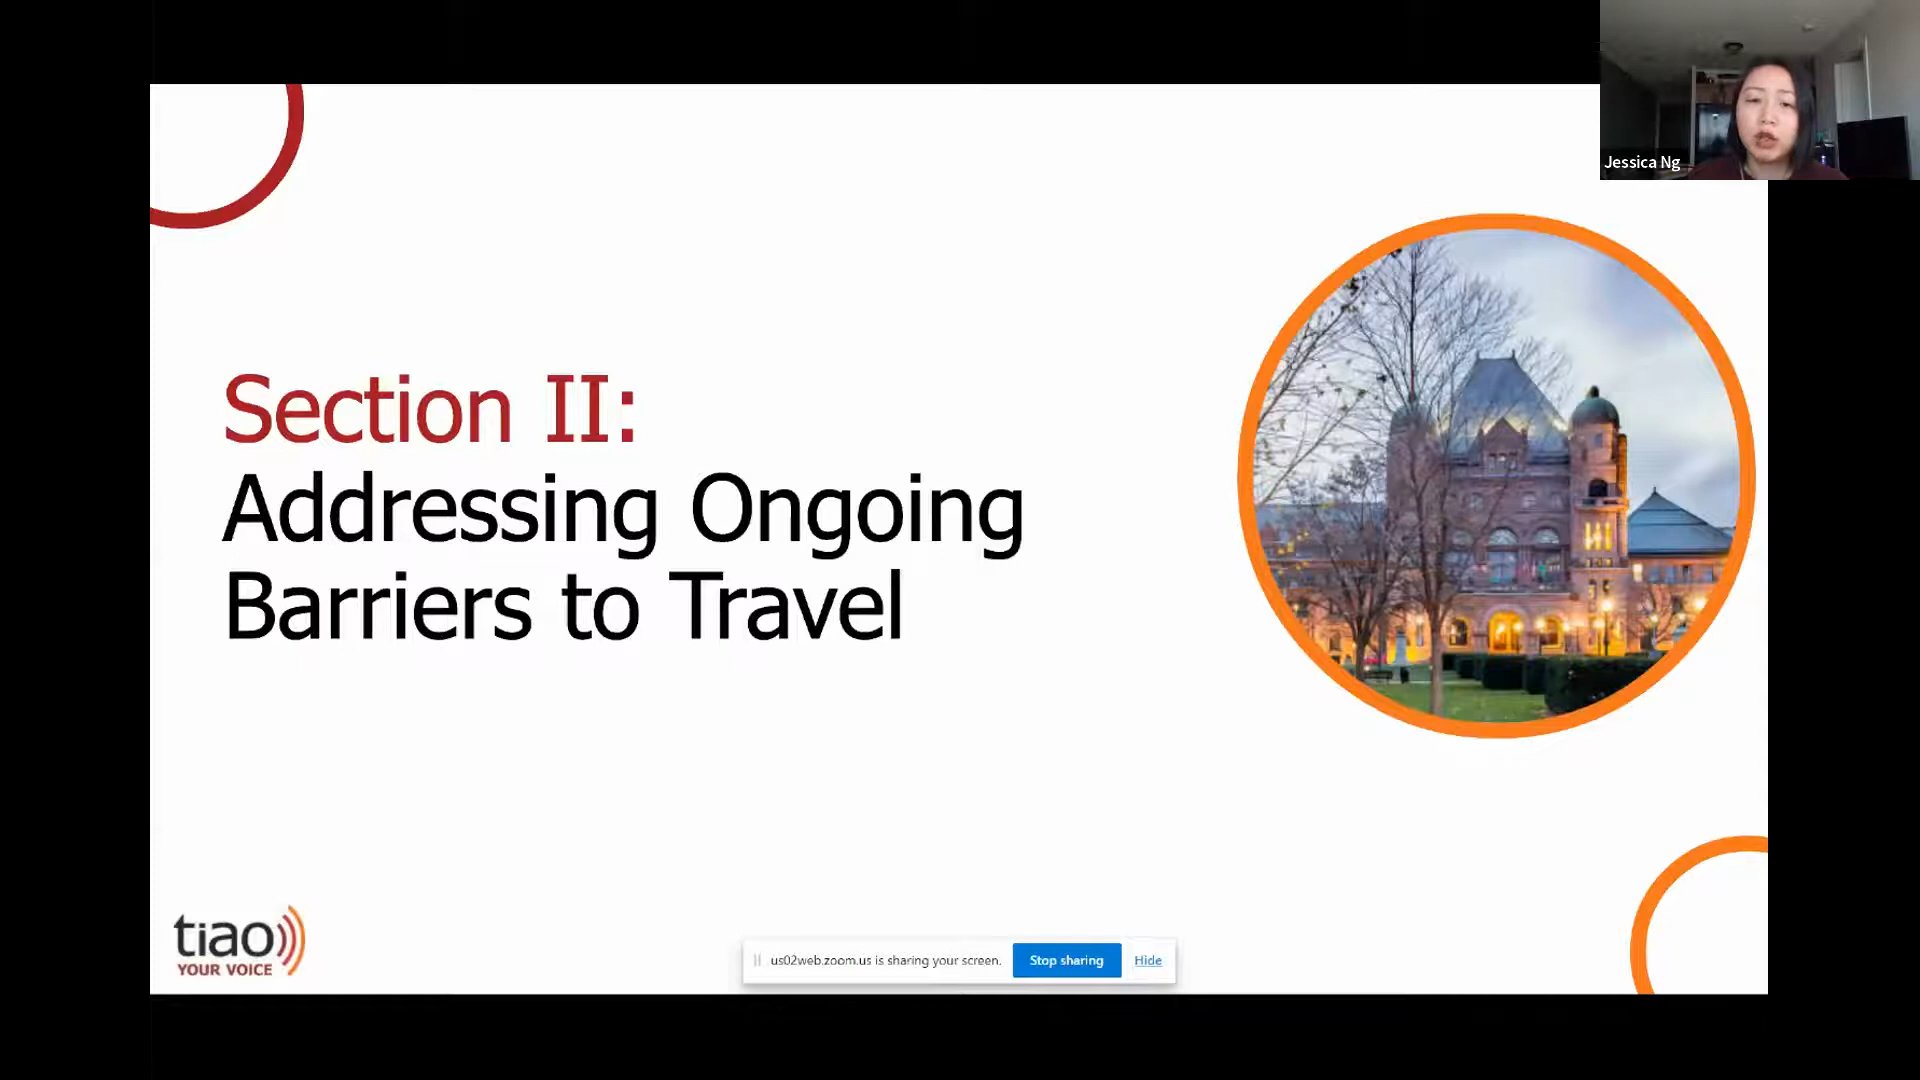 Jessica Ng
Section II:
Addressing Ongoing
Barriers to Travel
tiao
YOUR VOICE
us02web.zoom.us is sharing your screen.
Stop sharing
Hide